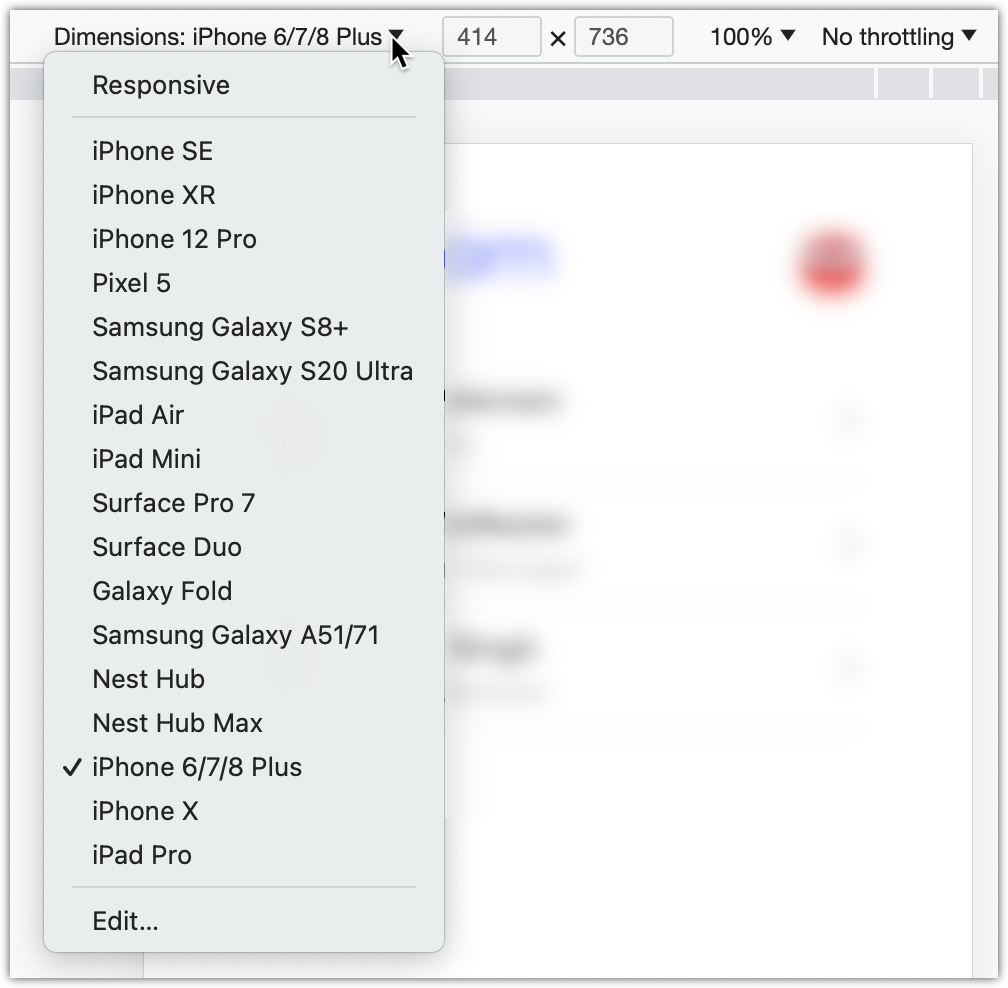 Dimensions: iPhone 6/7/8 Plus ▼ 414 × 736 100% ▼ No throttling ▼
Responsive
iPhone SE
iPhone XR
iPhone 12 Pro
Pixel 5
Samsung Galaxy S8+
Samsung Galaxy S20 Ultra
iPad Air
iPad Mini
Surface Pro 7
Surface Duo
Galaxy Fold
Samsung Galaxy A51/71
Nest Hub
Nest Hub Max
✓ iPhone 6/7/8 Plus
iPhone X
iPad Pro
Edit...